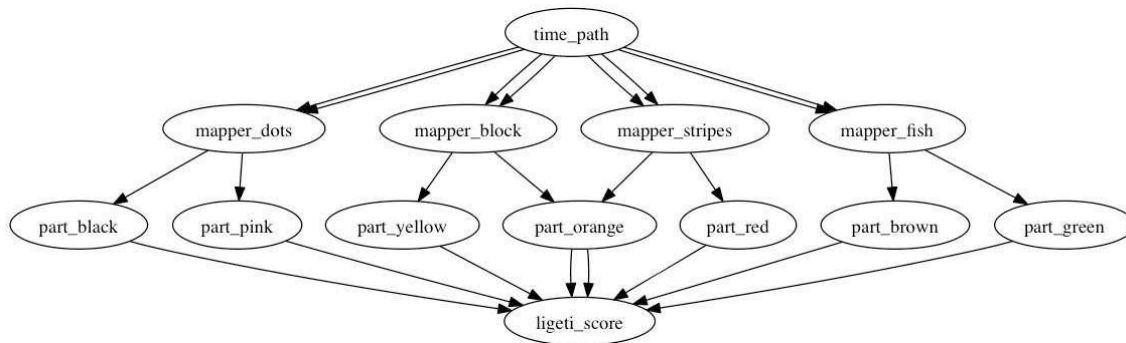 time_path
mapper_dots
mapper_block
mapper_stripes
mapper_fish
part_black
part_pink
part_yellow
part_orange
part_red
part_brown
part_green
ligeti_score